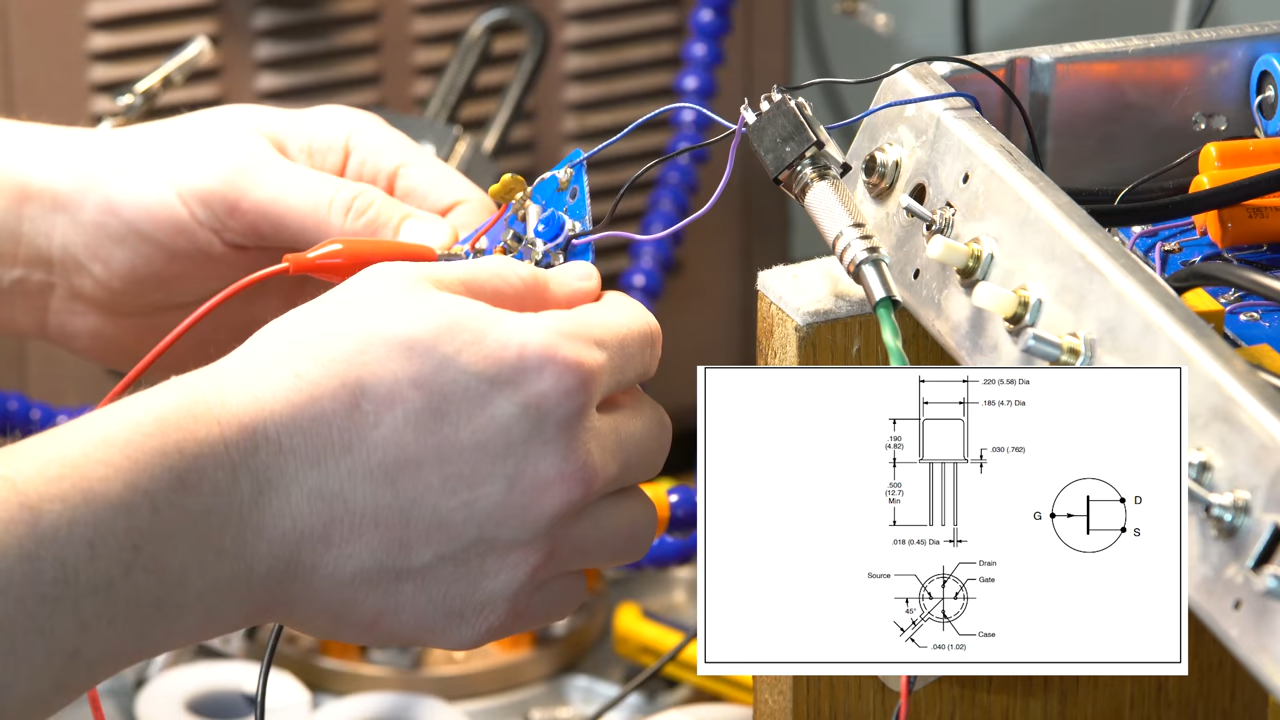 .220 (5.58) Dia
.185 (4.7) Dia
.190
(4.82)
.030 (.762)
.500
(12.7)
Min
.018 (0.45) Dia
G
D
S
Drain
Source
Gate
45°
Case
.040 (1.02)
473J